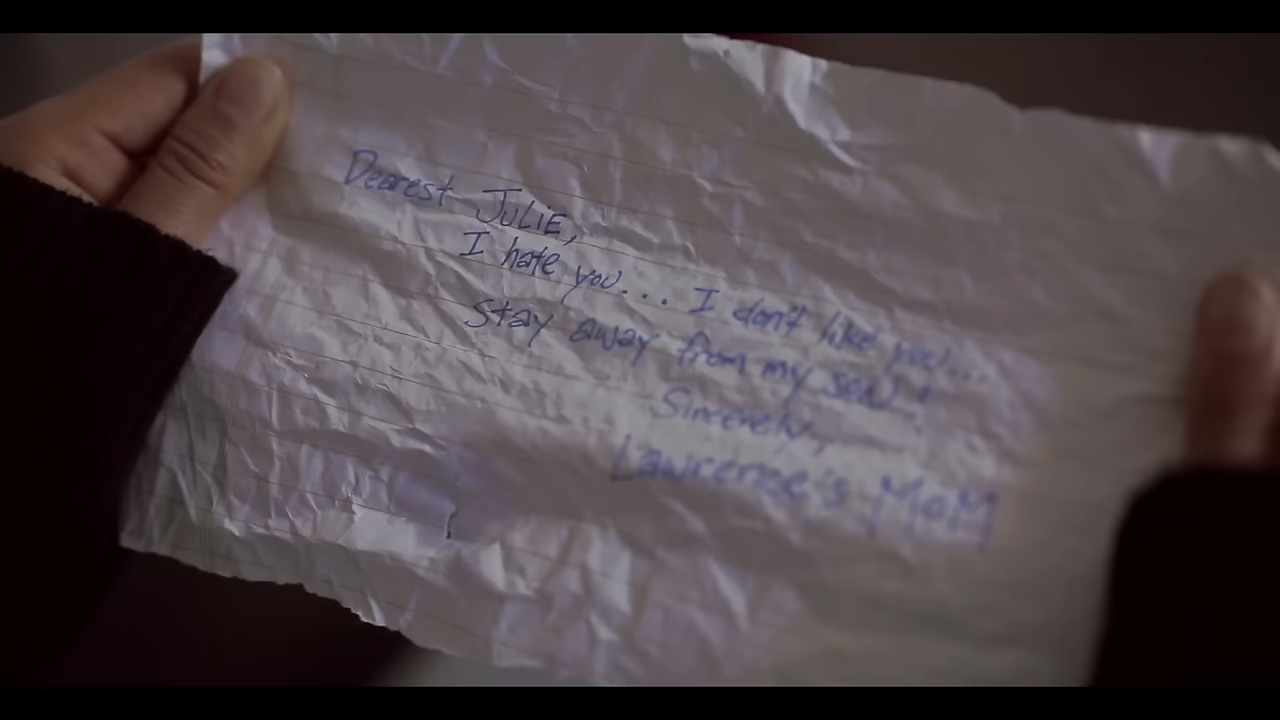 Dearest JULiE,
I hate you... I don't like you...
Stay away from my son!
Sincerely,
Lawrence's MoM